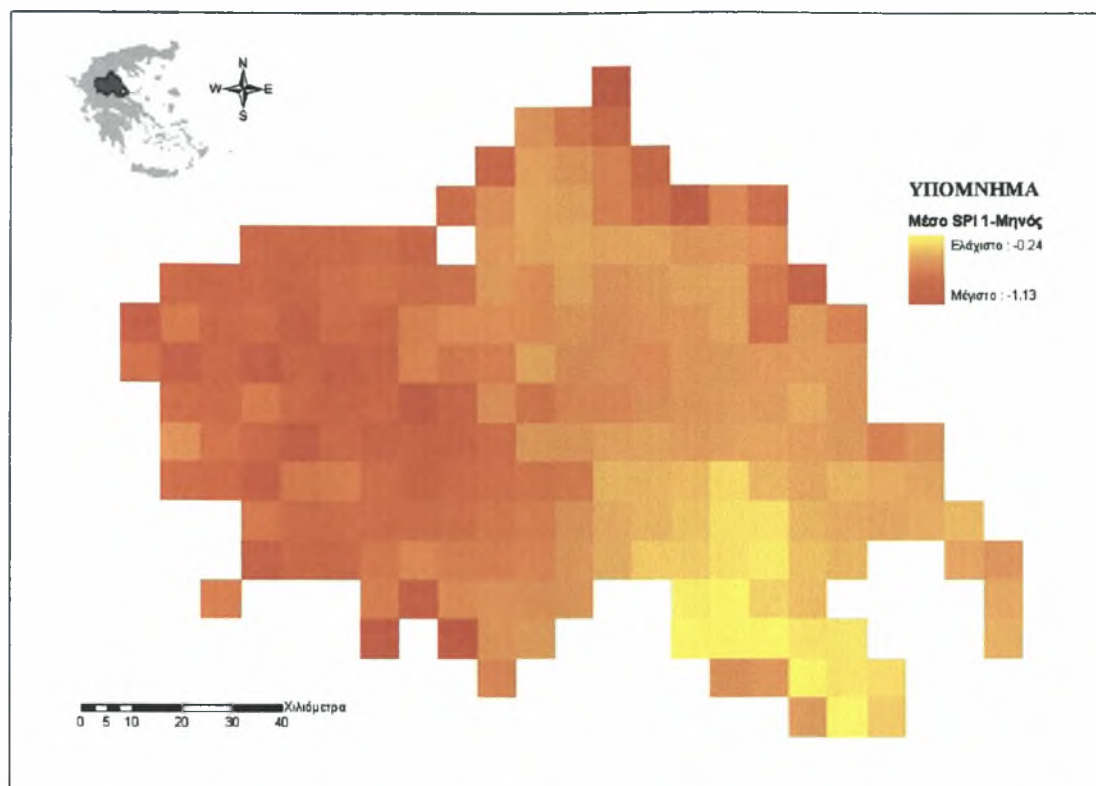 N
W E
S
ΥΠΟΜΝΗΜΑ
Μέσο SPI 1-Μηνός
Ελάχιστο : -0.24
Μέγιστο : -1.13
Χιλιόμετρα
0 5 10 20 30 40